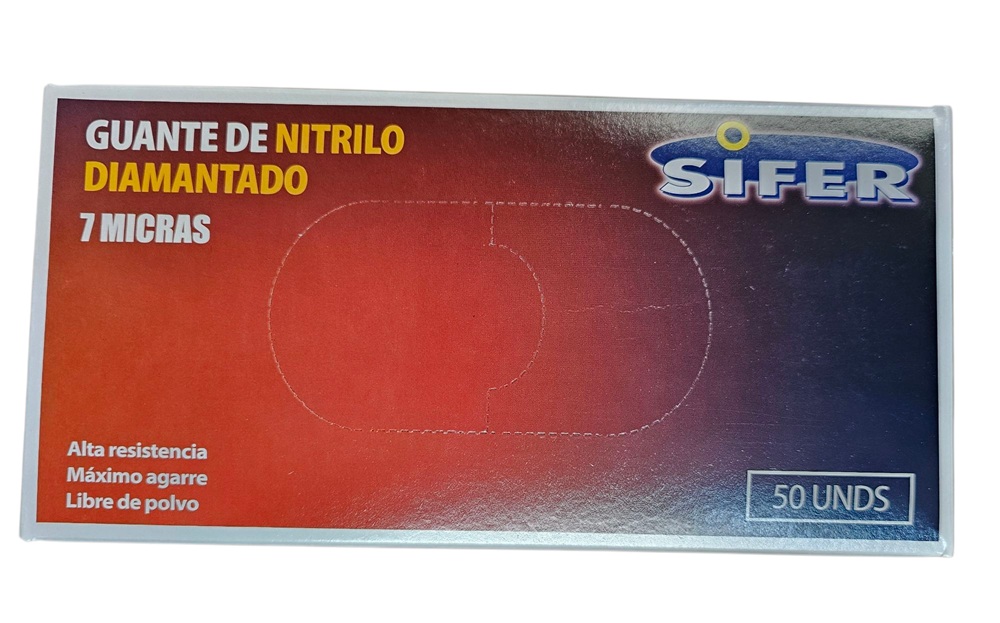 GUANTE DE NITRILO
DIAMANTADO
7 MICRAS
SiFER
Alta resistencia
Máximo agarre
Libre de polvo
50 UNDS